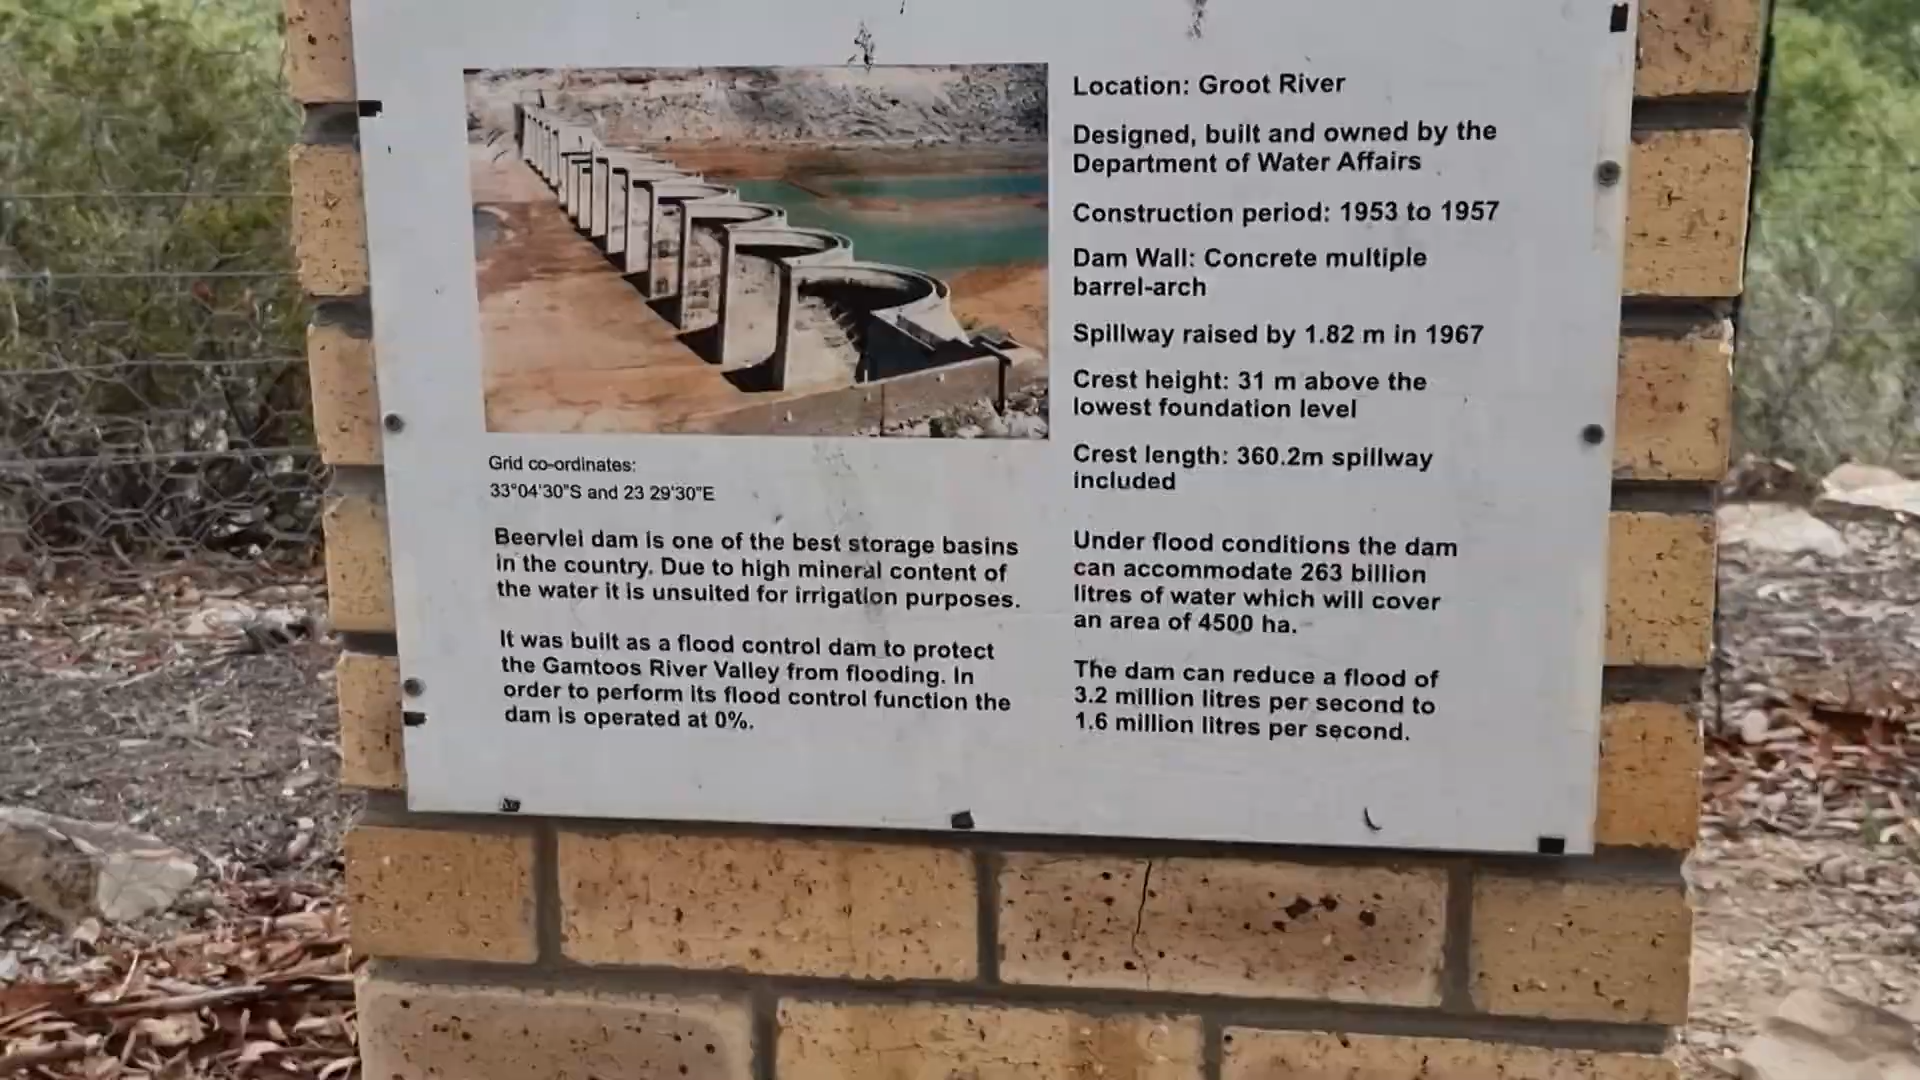 Grid co-ordinates:
33°04'30"S and 23 29'30"E
Beervlei dam is one of the best storage basins
in the country. Due to high mineral content of
the water it is unsuited for irrigation purposes.
It was built as a flood control dam to protect
the Gamtoos River Valley from flooding. In
order to perform its flood control function the
dam is operated at 0%.
Location: Groot River
Designed, built and owned by the
Department of Water Affairs
Construction period: 1953 to 1957
Dam Wall: Concrete multiple
barrel-arch
Spillway raised by 1.82 m in 1967
Crest height: 31 m above the
lowest foundation level
Crest length: 360.2m spillway
included
Under flood conditions the dam
can accommodate 263 billion
litres of water which will cover
an area of 4500 ha.
The dam can reduce a flood of
3.2 million litres per second to
1.6 million litres per second.